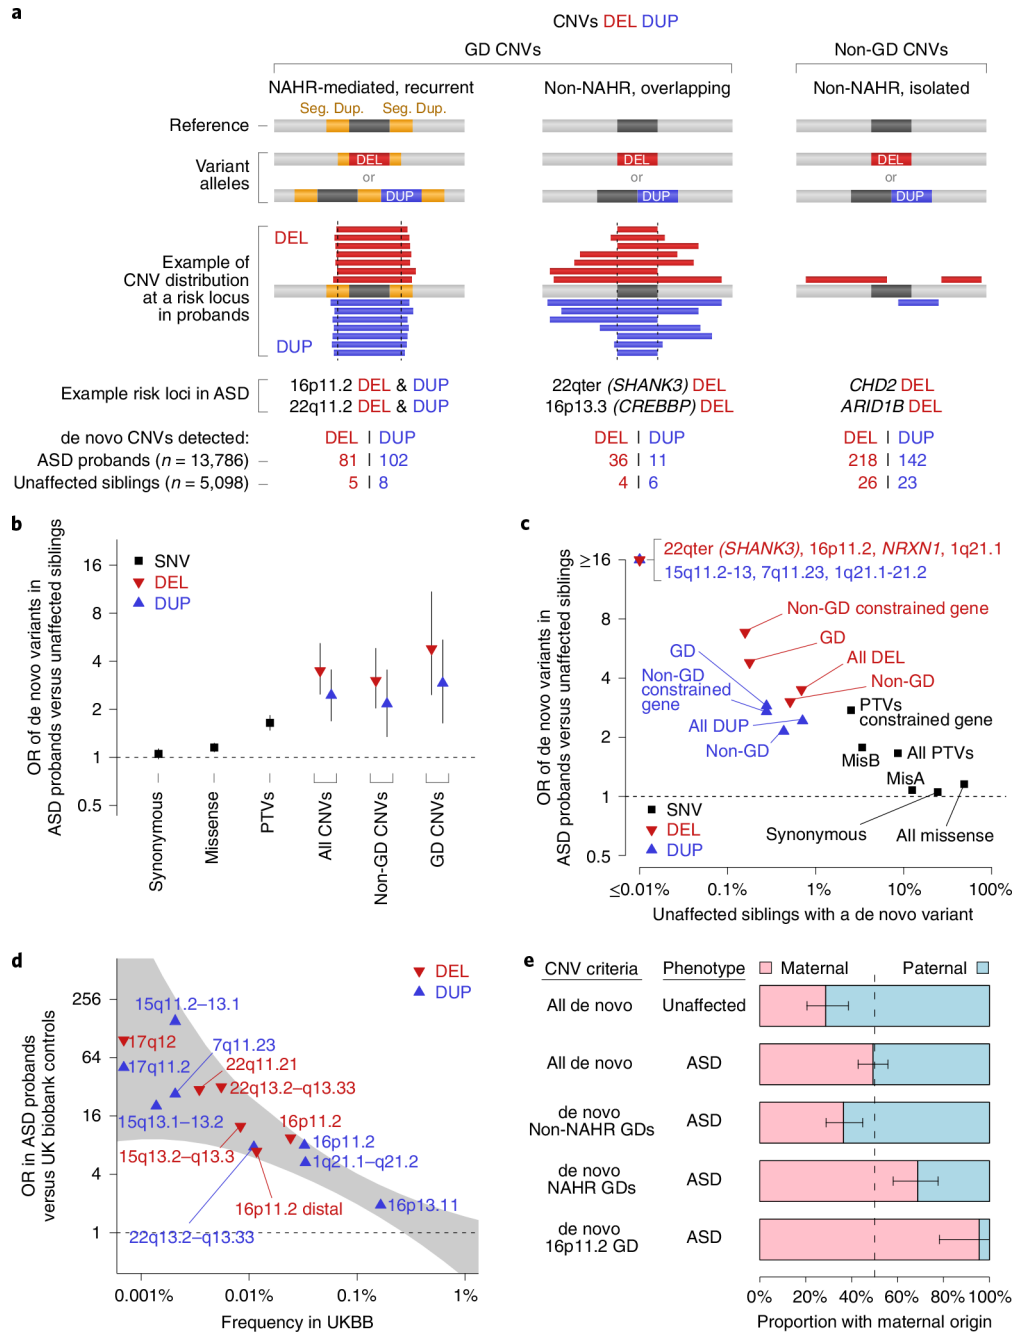 a
CNVs DEL DUP
GD CNVs
Non-GD CNVs
NAHR-mediated, recurrent
Non-NAHR, overlapping
Non-NAHR, isolated
Seg. Dup. Seg. Dup.
Reference
Variant
alleles
DEL
DEL
DEL
or
or
or
DUP
DUP
DUP
DEL
Example of
CNV distribution
at a risk locus
in probands
DUP
Example risk loci in ASD
16p11.2 DEL & DUP
22q11.2 DEL & DUP
22qter (SHANK3) DEL
16p13.3 (CREBBP) DEL
CHD2 DEL
ARID1B DEL
de novo CNVs detected:
DEL | DUP
DEL | DUP
DEL | DUP
ASD probands (n = 13,786)
81 | 102
36 | 11
218 | 142
Unaffected siblings (n = 5,098)
5 | 8
4 | 6
26 | 23
b
OR of de novo variants in
ASD probands versus unaffected siblings
16
8
4
2
1
0.5
SNV
DEL
DUP
Synonymous
Missense
PTVs
All CNVs
Non-GD CNVs
GD CNVs
c
OR of de novo variants in
ASD probands versus unaffected siblings
≥16
8
4
2
1
0.5
22qter (SHANK3), 16p11.2, NRXN1, 1q21.1
15q11.2-13, 7q11.23, 1q21.1-21.2
Non-GD constrained gene
GD
GD
All DEL
Non-GD
constrained
gene
Non-GD
PTVs
constrained gene
All DUP
Non-GD
MisB
All PTVs
MisA
SNV
DEL
DUP
Synonymous
All missense
≤0.01%
0.1%
1%
10%
100%
Unaffected siblings with a de novo variant
d
OR in ASD probands
versus UK biobank controls
256
64
16
4
1
DEL
DUP
15q11.2–13.1
17q12
7q11.23
17q11.2
22q11.21
22q13.2–q13.33
15q13.1–13.2
16p11.2
16p11.2
15q13.2–q13.3
1q21.1–q21.2
16p11.2 distal
16p13.11
22q13.2–q13.33
0.001%
0.01%
0.1%
1%
Frequency in UKBB
e
CNV criteria
Phenotype
Maternal
Paternal
All de novo
Unaffected
All de novo
ASD
de novo
Non-NAHR GDs
ASD
de novo
NAHR GDs
ASD
de novo
16p11.2 GD
ASD
0%
20%
40%
60%
80%
100%
Proportion with maternal origin